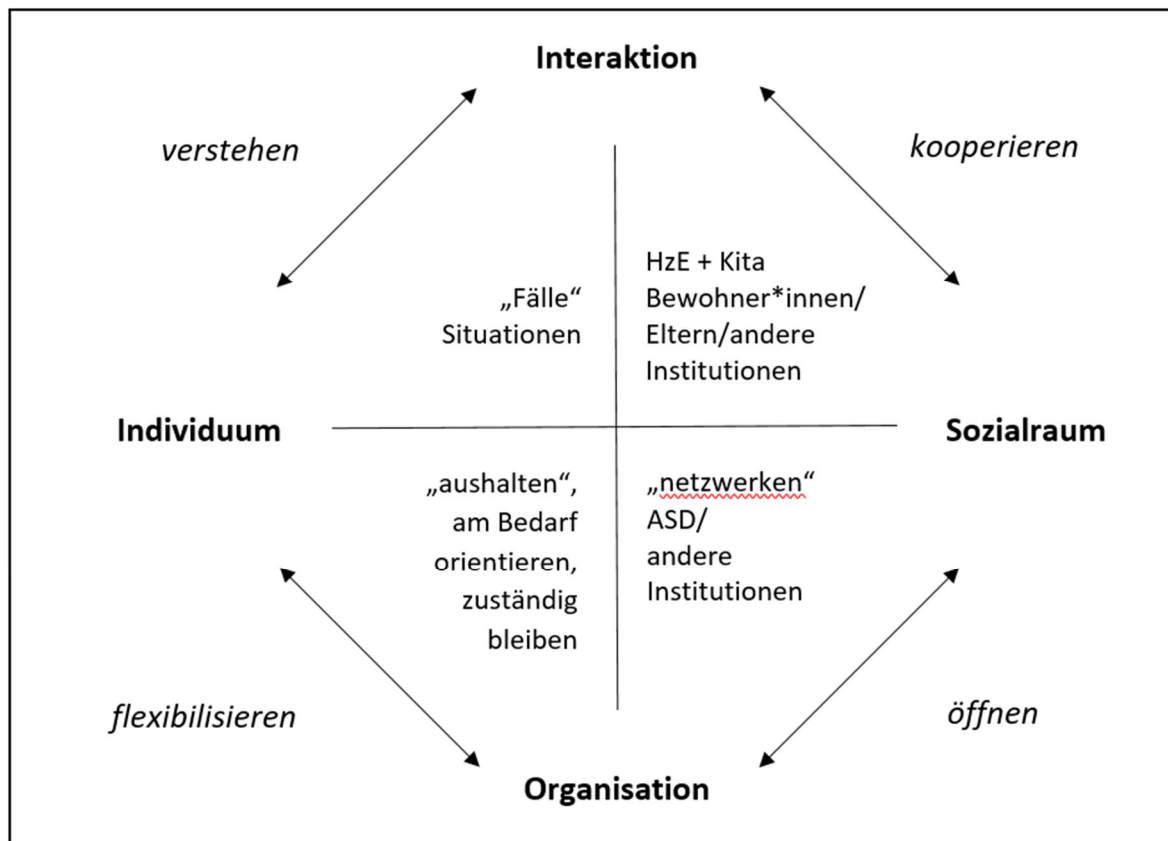 Interaktion
verstehen
kooperieren
„Fälle“
Situationen
HzE + Kita
Bewohner*innen/
Eltern/andere
Institutionen
Individuum
Sozialraum
„aushalten“,
am Bedarf
orientieren,
zuständig
bleiben
„netzwerken“
ASD/
andere
Institutionen
flexibilisieren
öffnen
Organisation